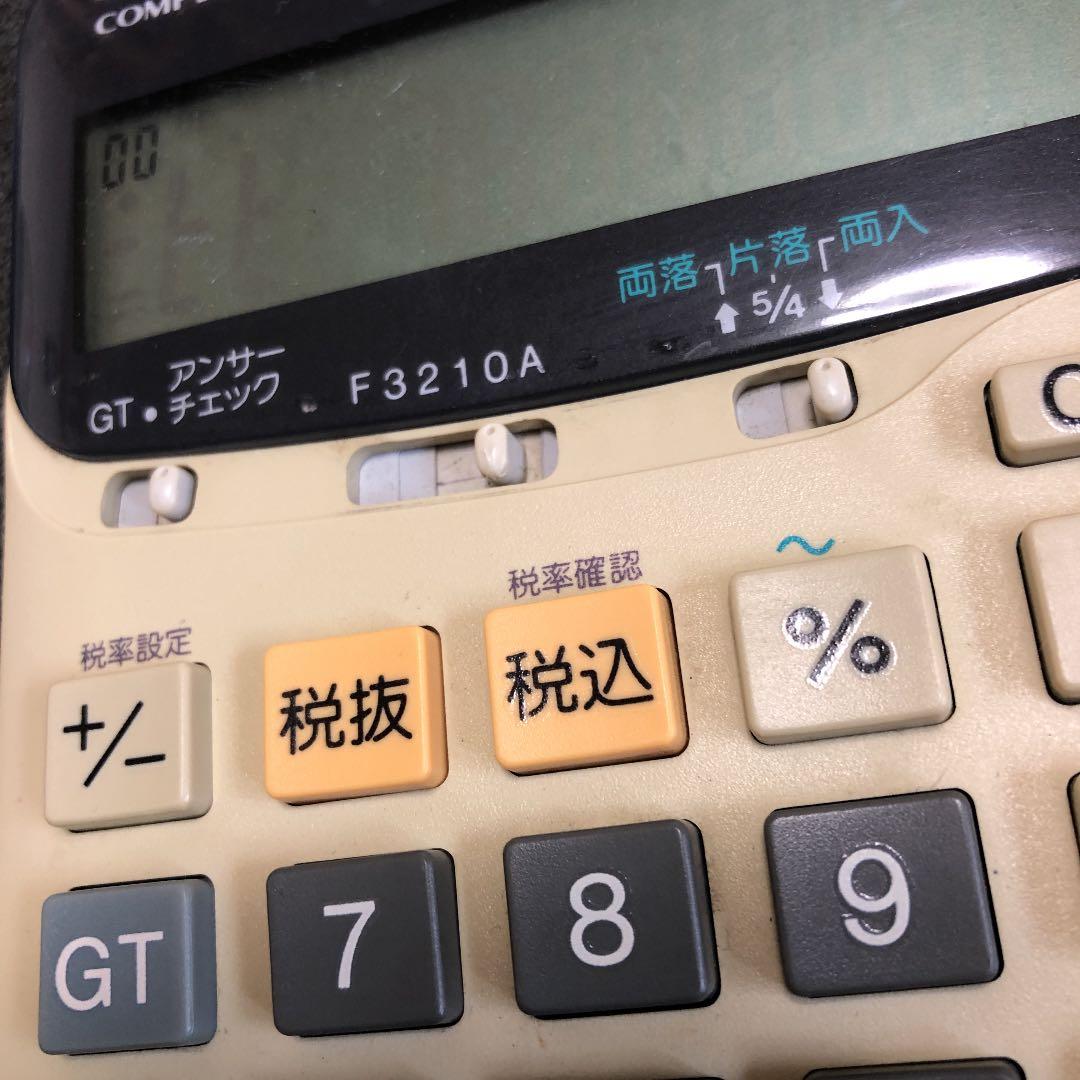 00
両落 片落 両入
5/4
アンサー
GT・チェック
F3210A
税率設定
税率確認
~
+/-
税抜
税込
%
GT
7
8
9